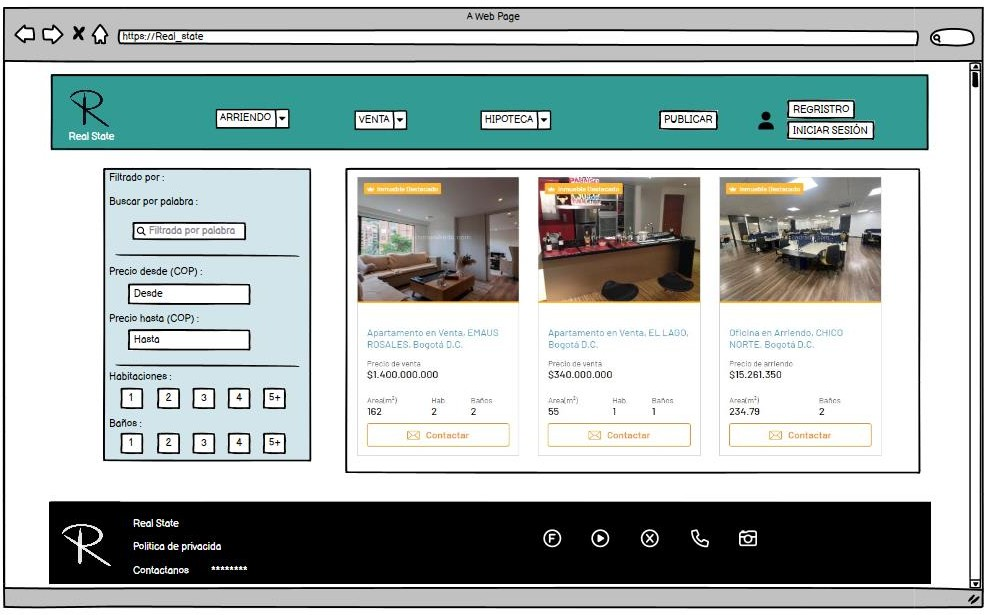 A Web Page
https://Real_state
R
Real State
ARRIENDO
VENTA
HIPOTECA
PUBLICAR
REGRISTRO
INICIAR SESIÓN
Filtrado por :
Buscar por palabra :
Filtrada por palabra
Precio desde (COP) :
Desde
Precio hasta (COP) :
Hasta
Habitaciones :
1 2 3 4 5+
Baños :
1 2 3 4 5+
Inmueble Destacado
Apartamento en Venta, EMAUS
ROSALES, Bogotá D.C.
Precio de venta
$1.400.000.000
Area(m²) Hab. Baños
162 2 2
Contactar
Inmueble Destacado
Apartamento en Venta, EL LAGO,
Bogotá D.C.
Precio de venta
$340.000.000
Area(m²) Hab. Baños
55 1 1
Contactar
Inmueble Destacado
Oficina en Arriendo, CHICO
NORTE, Bogotá D.C.
Precio de arriendo
$15.261.350
Area(m²) Baños
234.79 2
Contactar
R
Real State
Politica de privacida
Contactanos ********
F
X